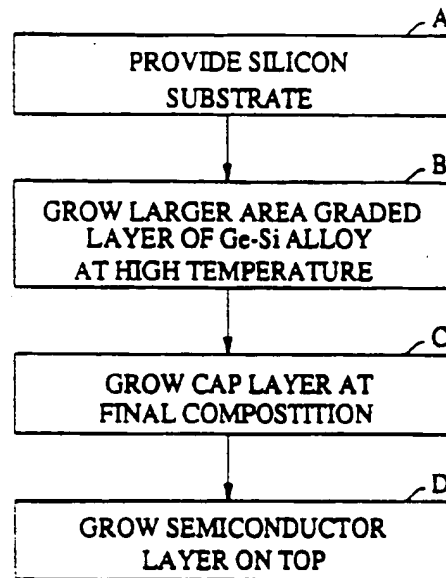 A
PROVIDE SILICON
SUBSTRATE
B
GROW LARGER AREA GRADED
LAYER OF Ge-Si ALLOY
AT HIGH TEMPERATURE
C
GROW CAP LAYER AT
FINAL COMPOSTITION
D
GROW SEMICONDUCTOR
LAYER ON TOP